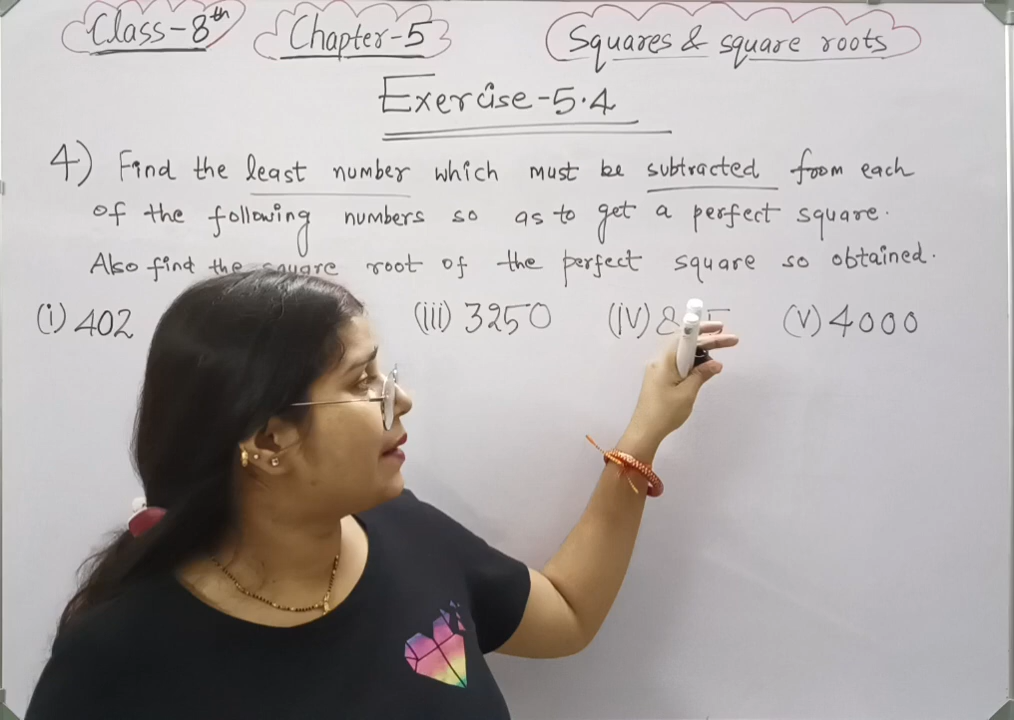 Class-8th Chapter-5 Squares & square roots
Exercise-5.4
4) Find the least number which must be subtracted from each
of the following numbers so as to get a perfect square.
Also find the square root of the perfect square so obtained.
(i) 402 (iii) 3250 (iv) (v) 4000